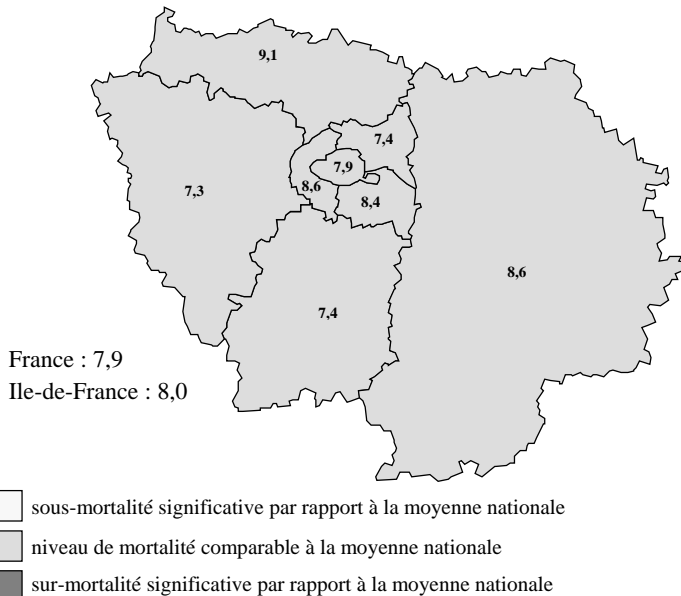 9,1
7,4
7,9
7,3
8,6
8,4
8,6
7,4
France : 7,9
Ile-de-France : 8,0
sous-mortalité significative par rapport à la moyenne nationale
niveau de mortalité comparable à la moyenne nationale
sur-mortalité significative par rapport à la moyenne nationale